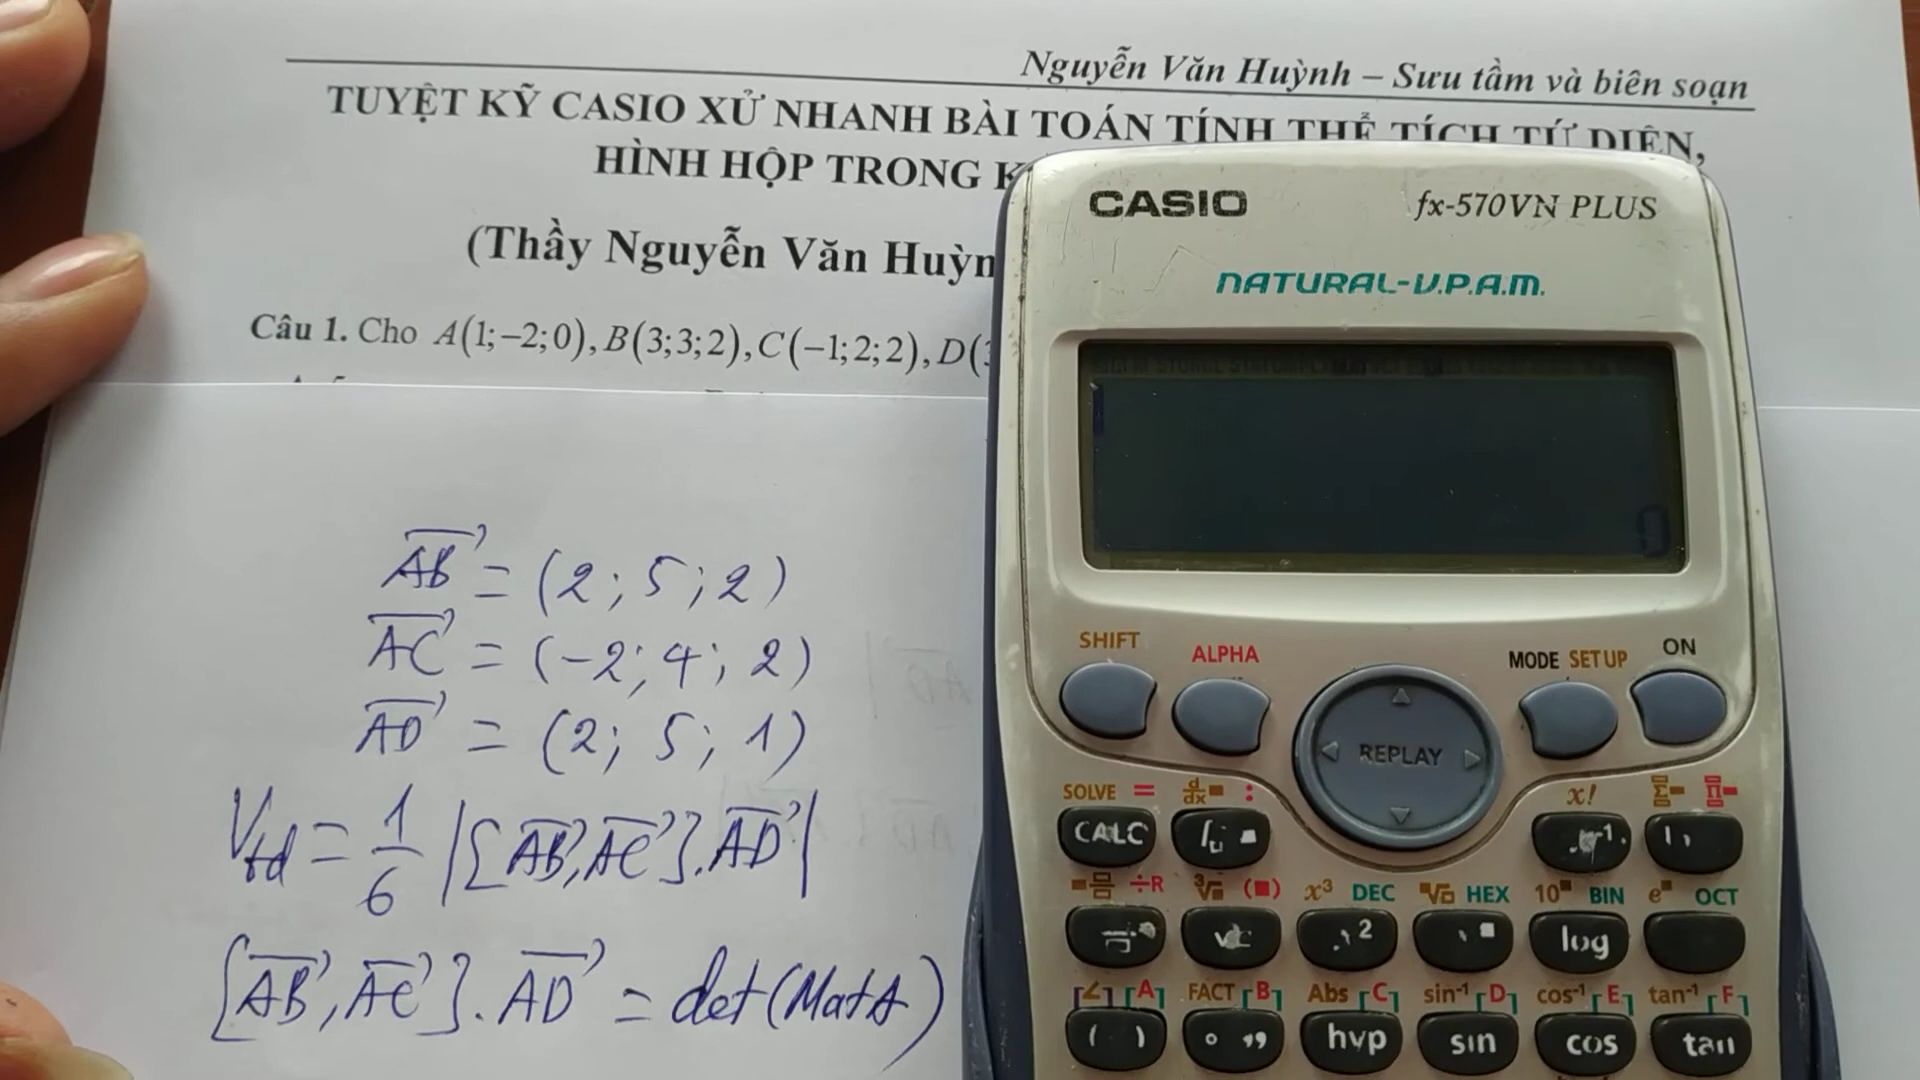 Nguyễn Văn Huỳnh – Sưu tầm và biên soạn
TUYỆT KỸ CASIO XỬ NHANH BÀI TOÁN TÍNH THỂ TÍCH TỨ DIỆN,
HÌNH HỘP TRONG K
(Thầy Nguyễn Văn Huỳn
Câu 1. Cho A(1;−2;0), B(3;3;2), C(−1;2;2), D(3
AB = (2; 5; 2)
AC = (-2; 4; 2)
AD = (2; 5; 1)
Vtd = 1/6 |[AB, AC].AD|
[AB, AC].AD = det(MatA)
CASIO
fx-570VN PLUS
NATURAL-V.P.A.M.
SHIFT ALPHA MODE SETUP ON
REPLAY
SOLVE = d/dx : x! 
CALC
÷R ³√ (■) x³ DEC √ HEX 10■ BIN e■ OCT
log
∠ A FACT B Abs C sin⁻¹ D cos⁻¹ E tan⁻¹ F
( ) ° ,,, hyp sin cos tan